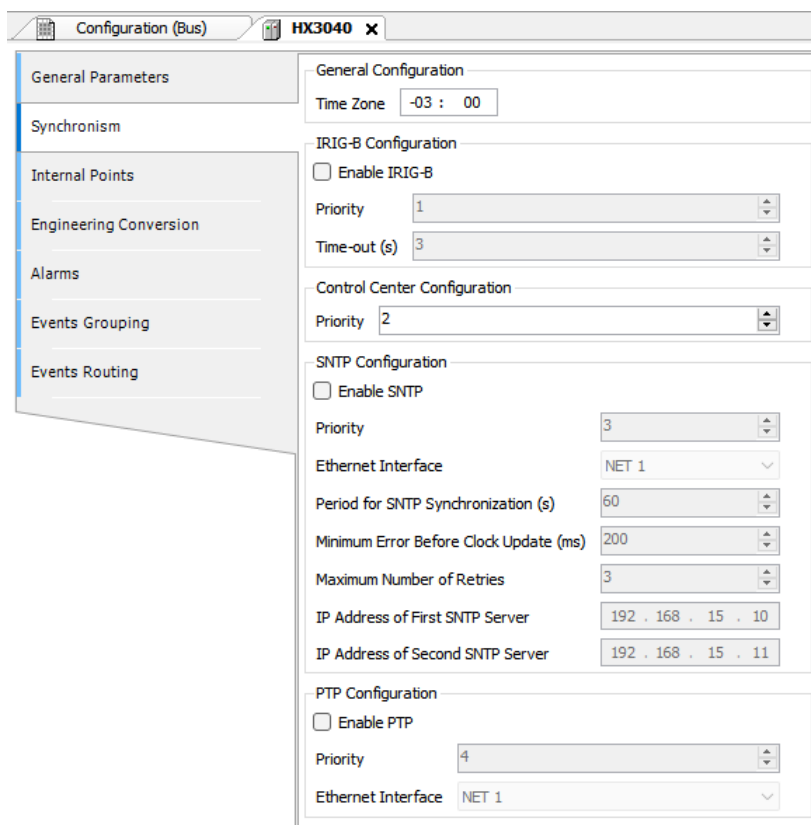 Configuration (Bus)
HX3040
General Parameters
Synchronism
Internal Points
Engineering Conversion
Alarms
Events Grouping
Events Routing
General Configuration
Time Zone -03 : 00
IRIG-B Configuration
Enable IRIG-B
Priority 1
Time-out (s) 3
Control Center Configuration
Priority 2
SNTP Configuration
Enable SNTP
Priority 3
Ethernet Interface NET 1
Period for SNTP Synchronization (s) 60
Minimum Error Before Clock Update (ms) 200
Maximum Number of Retries 3
IP Address of First SNTP Server 192 . 168 . 15 . 10
IP Address of Second SNTP Server 192 . 168 . 15 . 11
PTP Configuration
Enable PTP
Priority 4
Ethernet Interface NET 1